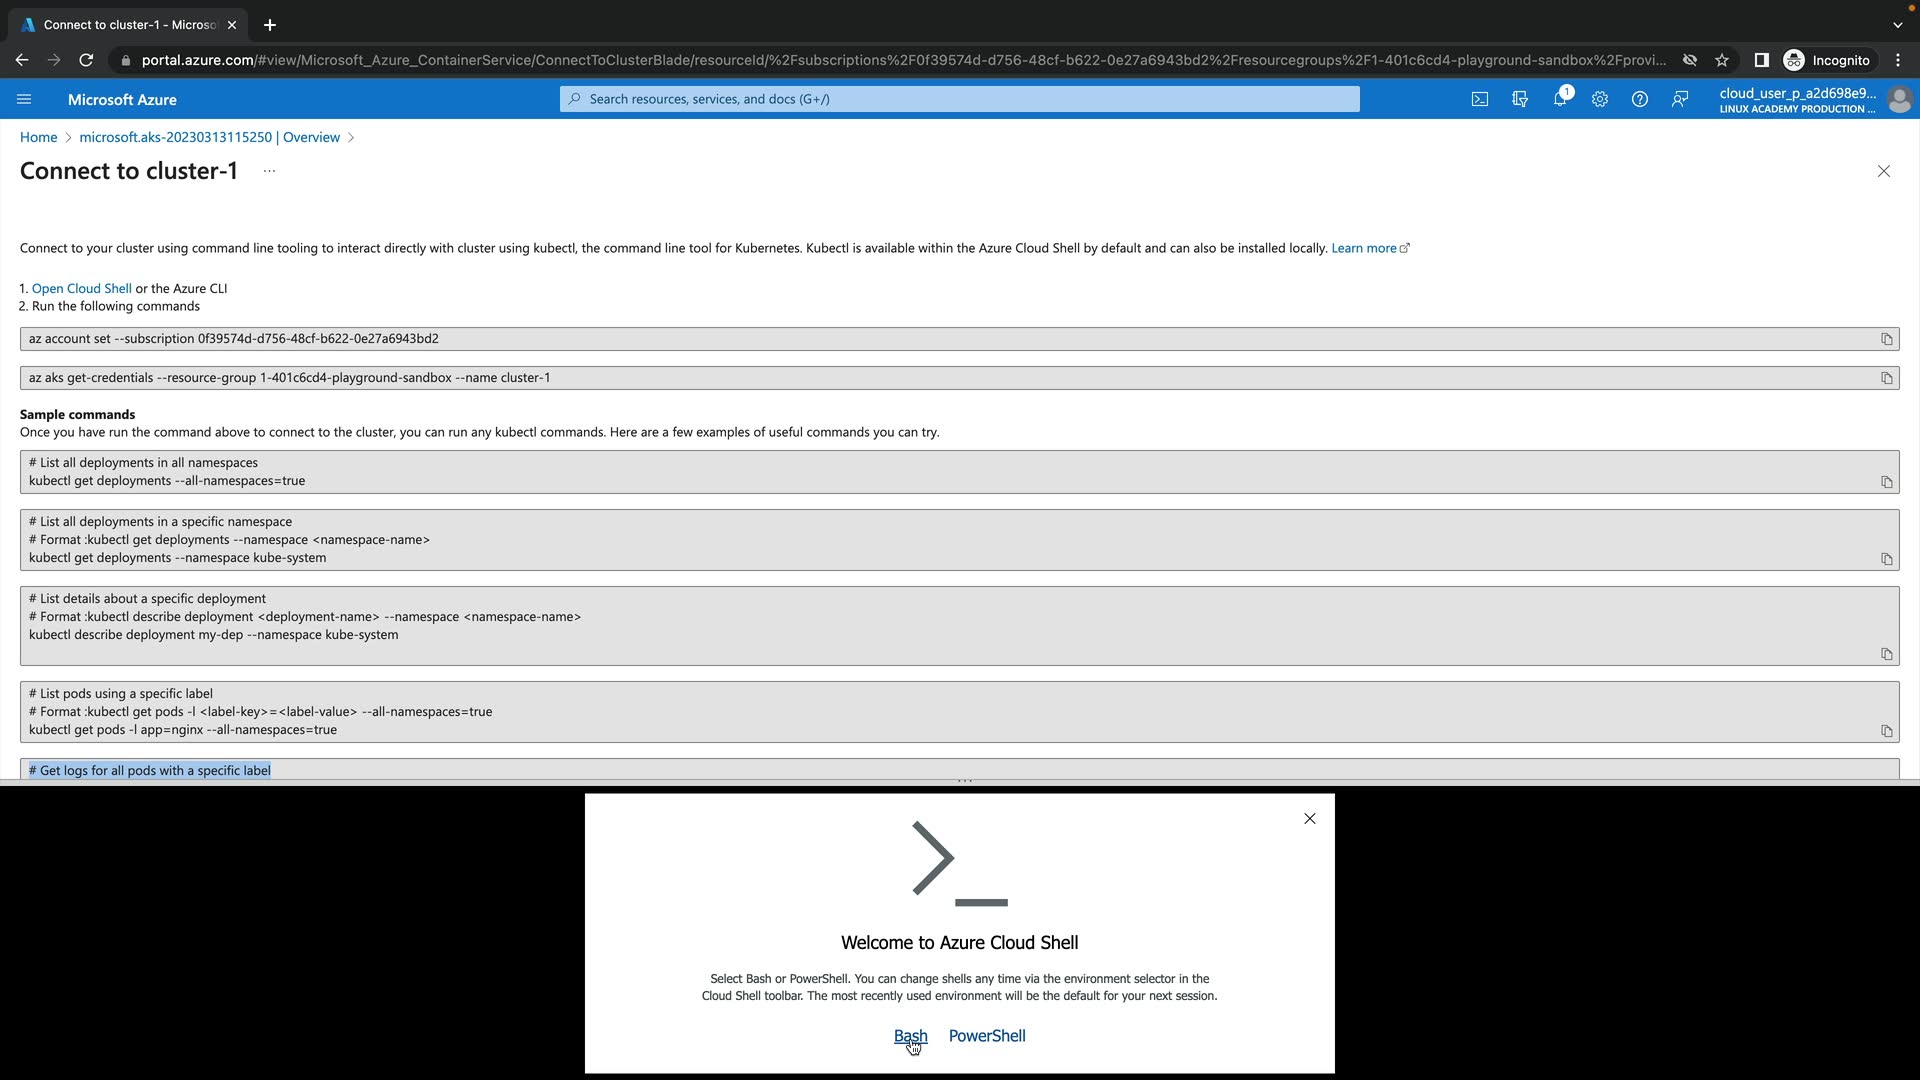 Connect to cluster-1 - Microso
portal.azure.com/#view/Microsoft_Azure_ContainerService/ConnectToClusterBlade/resourceId/%2Fsubscriptions%2F0f39574d-d756-48cf-b622-0e27a6943bd2%2Fresourcegroups%2F1-401c6cd4-playground-sandbox%2Fprovi...
Incognito
Microsoft Azure
Search resources, services, and docs (G+/)
1
cloud_user_p_a2d698e9...
LINUX ACADEMY PRODUCTION ...
Home > microsoft.aks-20230313115250 | Overview >
Connect to cluster-1 ...
Connect to your cluster using command line tooling to interact directly with cluster using kubectl, the command line tool for Kubernetes. Kubectl is available within the Azure Cloud Shell by default and can also be installed locally. Learn more
1. Open Cloud Shell or the Azure CLI
2. Run the following commands
az account set --subscription 0f39574d-d756-48cf-b622-0e27a6943bd2
az aks get-credentials --resource-group 1-401c6cd4-playground-sandbox --name cluster-1
Sample commands
Once you have run the command above to connect to the cluster, you can run any kubectl commands. Here are a few examples of useful commands you can try.
# List all deployments in all namespaces
kubectl get deployments --all-namespaces=true
# List all deployments in a specific namespace
# Format :kubectl get deployments --namespace <namespace-name>
kubectl get deployments --namespace kube-system
# List details about a specific deployment
# Format :kubectl describe deployment <deployment-name> --namespace <namespace-name>
kubectl describe deployment my-dep --namespace kube-system
# List pods using a specific label
# Format :kubectl get pods -l <label-key>=<label-value> --all-namespaces=true
kubectl get pods -l app=nginx --all-namespaces=true
# Get logs for all pods with a specific label
Welcome to Azure Cloud Shell
Select Bash or PowerShell. You can change shells any time via the environment selector in the
Cloud Shell toolbar. The most recently used environment will be the default for your next session.
Bash PowerShell